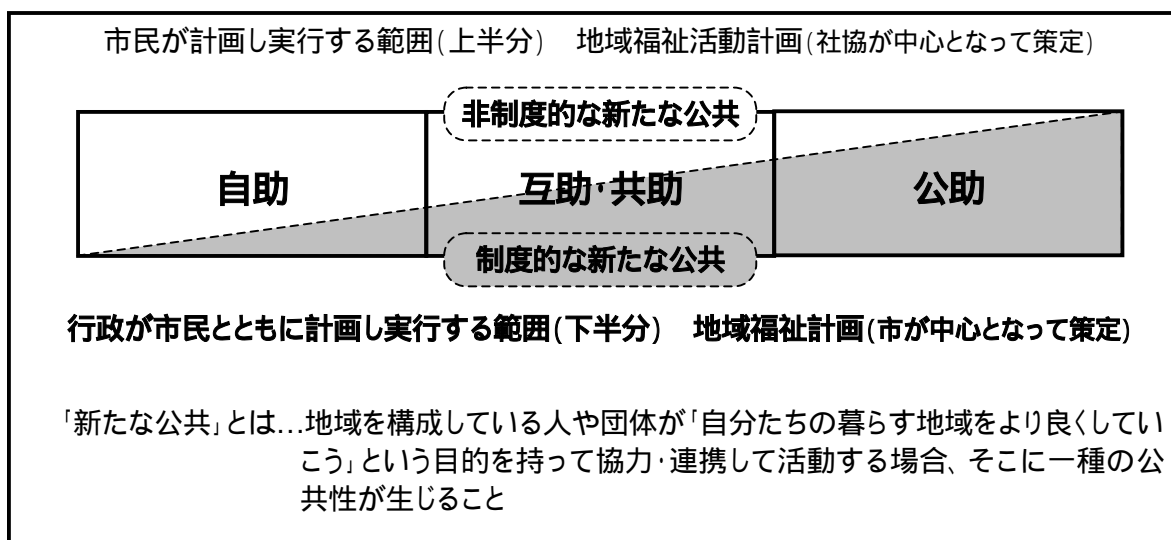 市民が計画し実行する範囲(上半分)　地域福祉活動計画(社協が中心となって策定)
非制度的な新たな公共
自助　互助・共助　公助
制度的な新たな公共
行政が市民とともに計画し実行する範囲(下半分)　地域福祉計画(市が中心となって策定)
「新たな公共」とは…地域を構成している人や団体が「自分たちの暮らす地域をより良くしてい
こう」という目的を持って協力・連携して活動する場合、そこに一種の公
共性が生じること